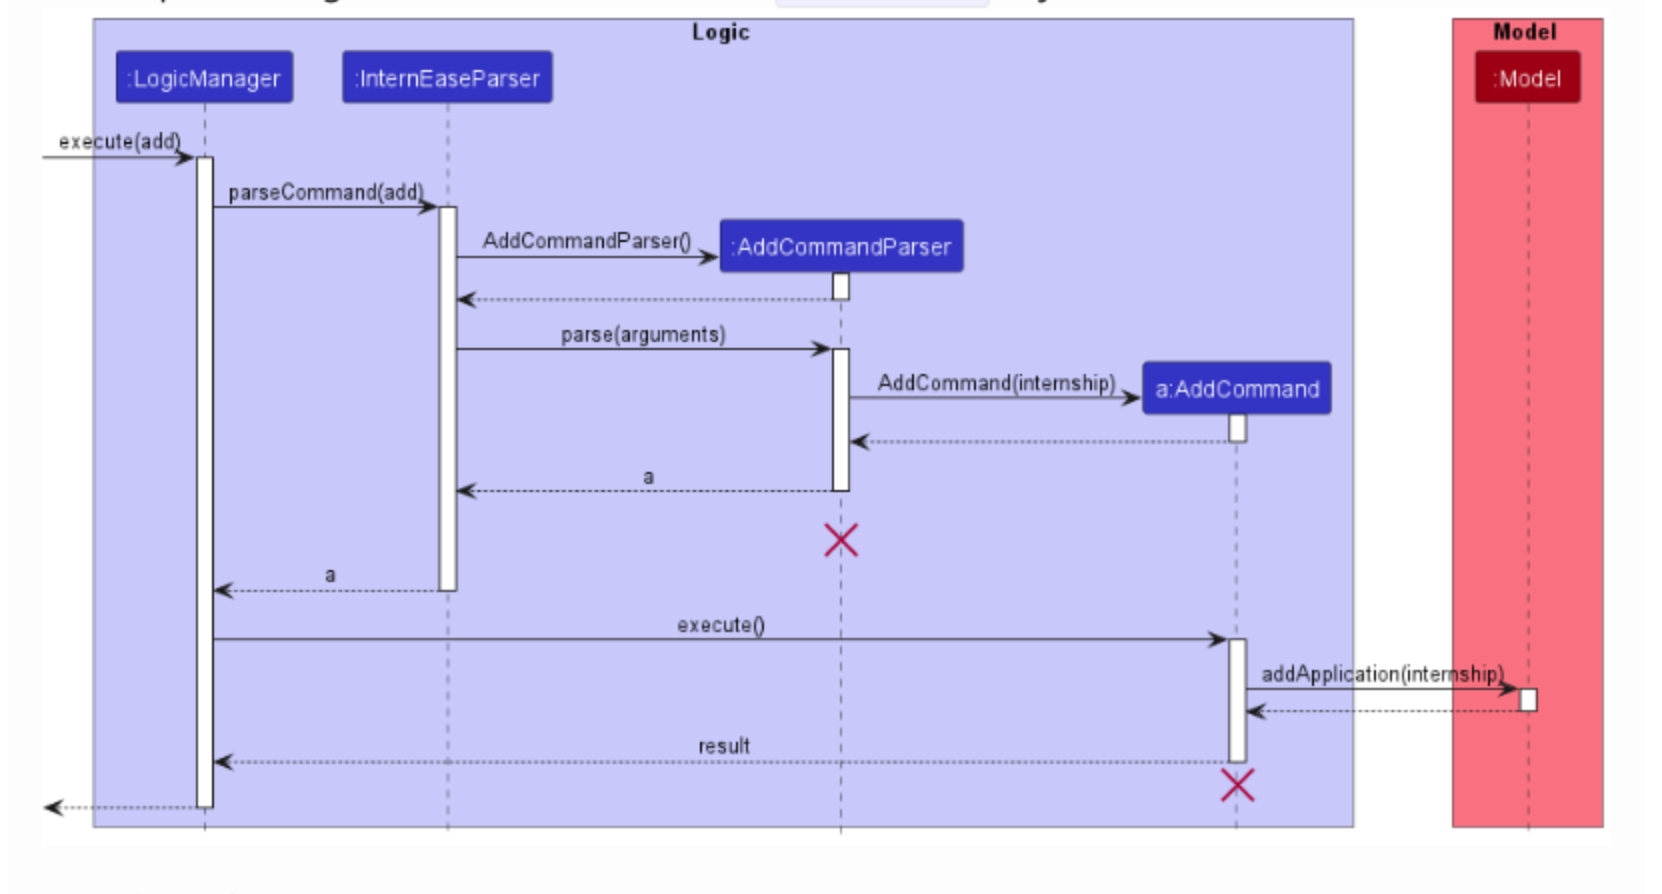 Logic
Model
:LogicManager
:InternEaseParser
:Model
execute(add)
parseCommand(add)
AddCommandParser()
:AddCommandParser
parse(arguments)
AddCommand(internship)
a:AddCommand
a
a
execute()
addApplication(internship)
result